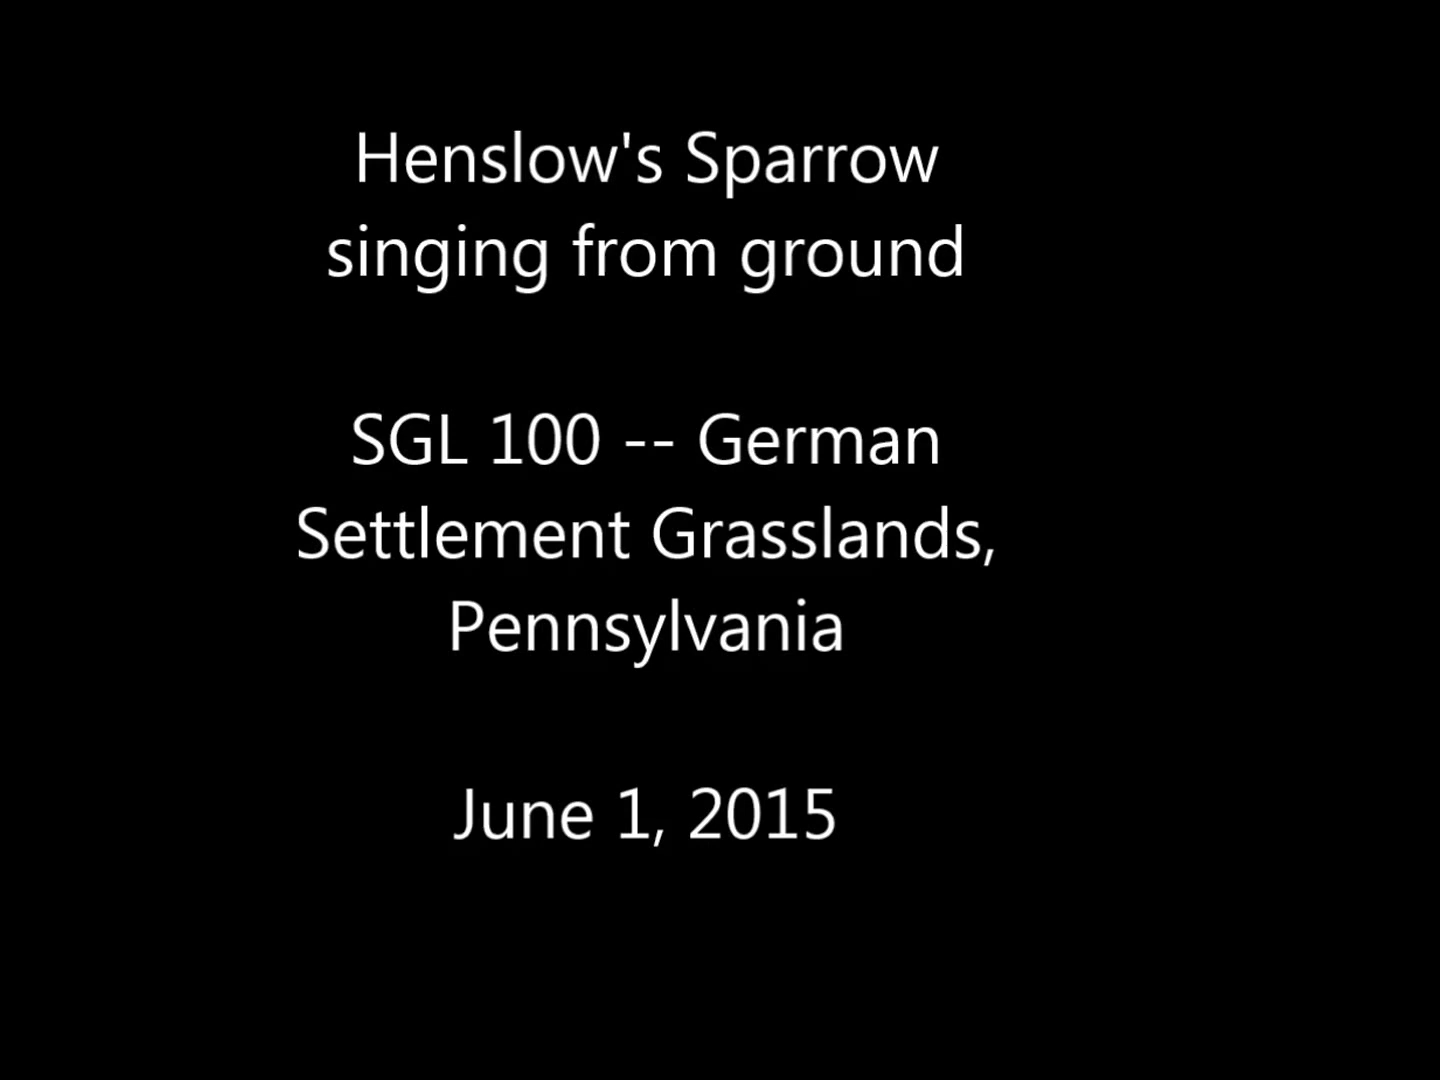 Henslow's Sparrow
singing from ground
SGL 100 -- German
Settlement Grasslands,
Pennsylvania
June 1, 2015